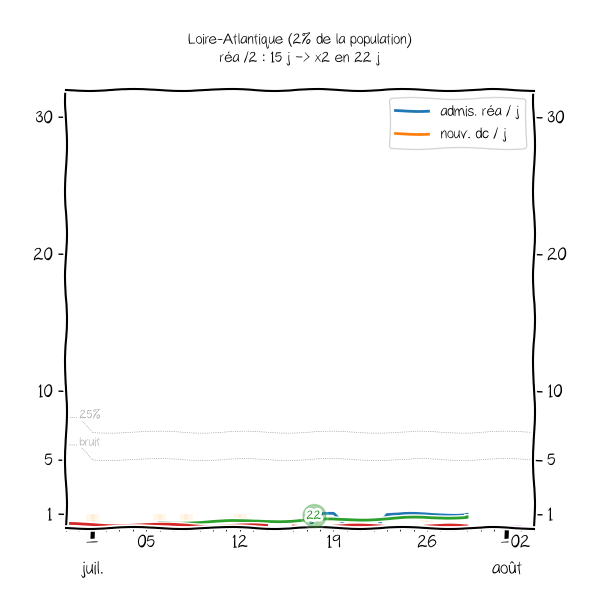 Loire-Atlantique (2% de la population)
réa /2 : 15 j -> x2 en 22 j
admis. réa / j
nouv. dc / j
30
30
20
20
10
10
25%
bruit
5
5
22
1
1
05
12
19
26
02
juil.
août